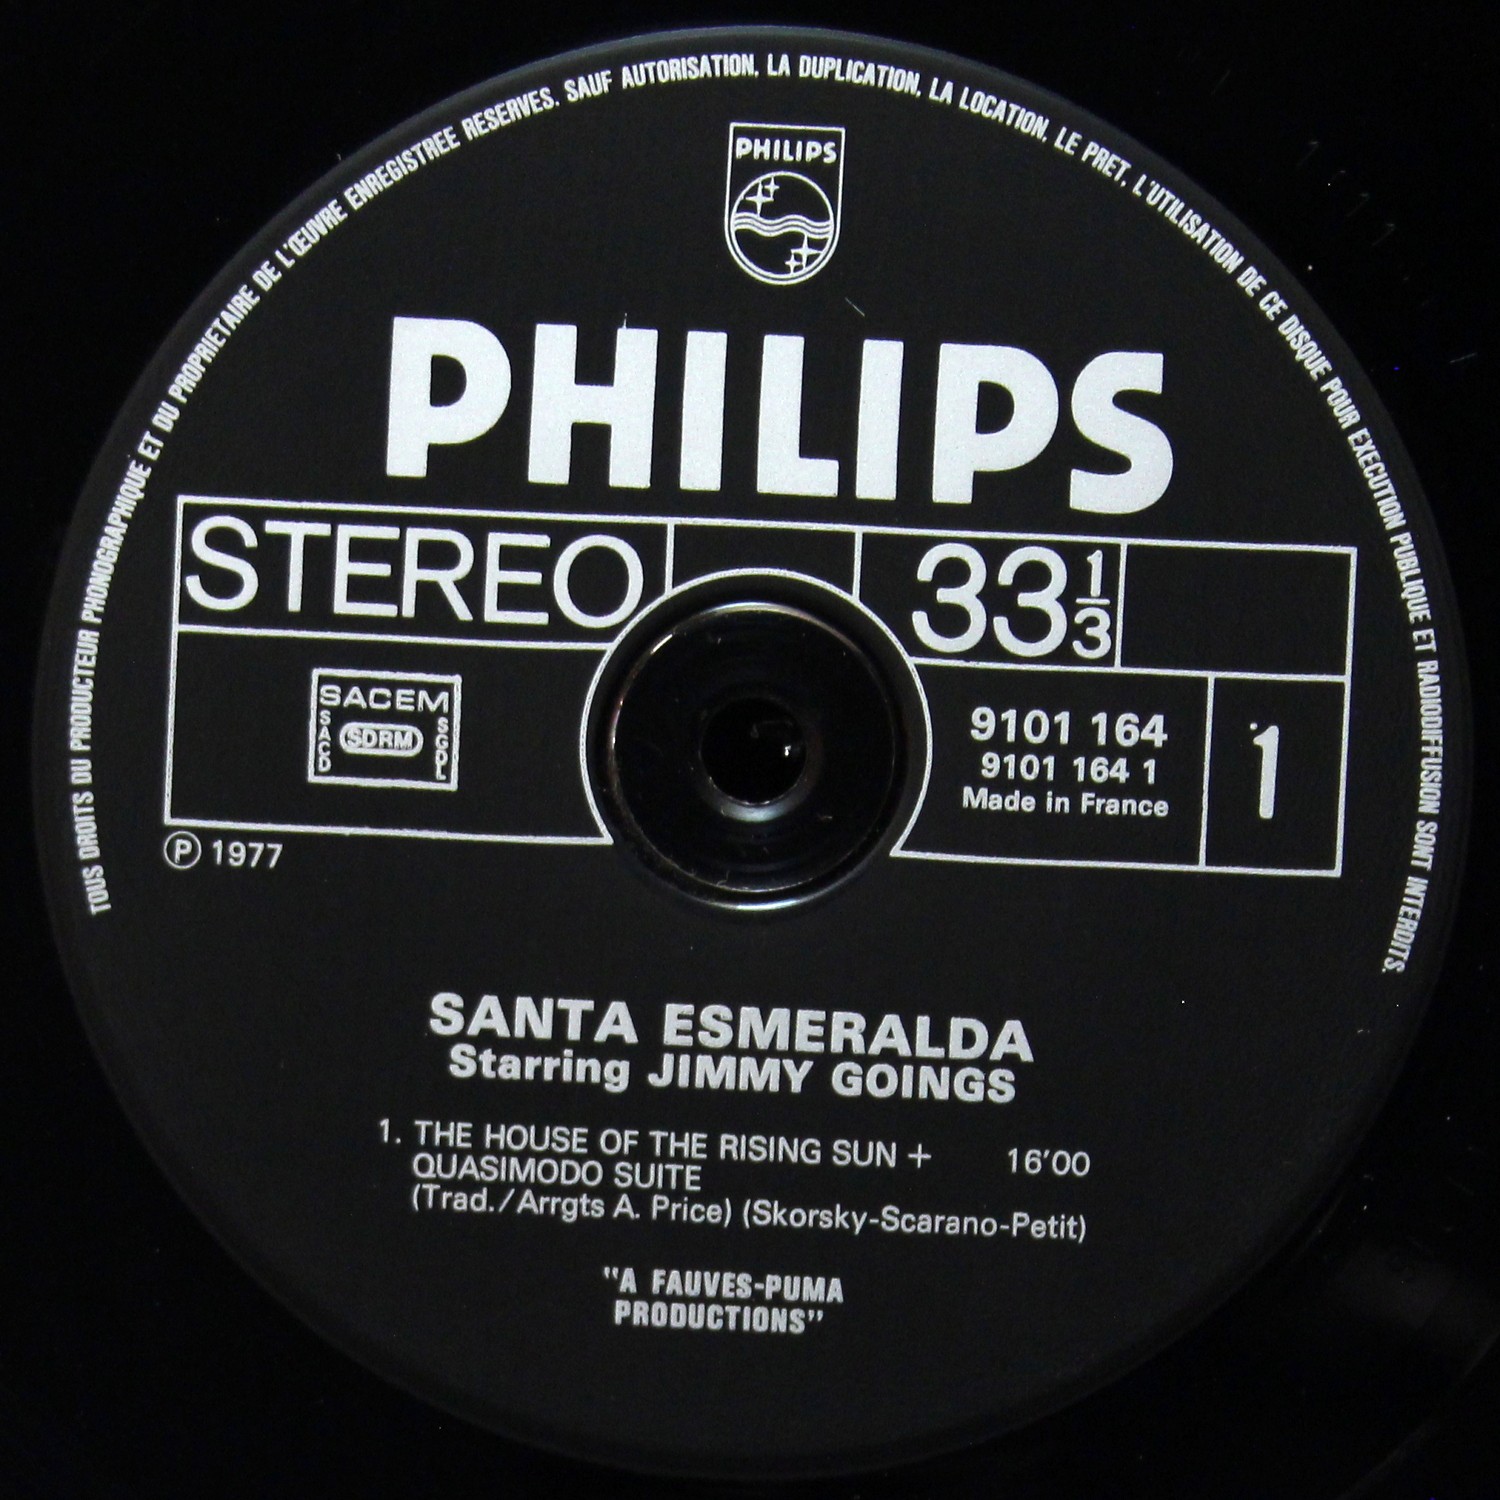 TOUS DROITS DU PRODUCTEUR PHONOGRAPHIQUE ET DU PROPRIETAIRE DE L'ŒUVRE ENREGISTREE RESERVES. SAUF AUTORISATION, LA DUPLICATION, LA LOCATION, LE PRET, L'UTILISATION DE CE DISQUE POUR EXECUTION PUBLIQUE ET RADIODIFFUSION SONT INTERDITS.
PHILIPS
PHILIPS
STEREO
33 1/3
SACEM
SACD
SDRM
SGDL
9101 164
9101 164 1
Made in France
1
℗ 1977
SANTA ESMERALDA
Starring JIMMY GOINGS
1. THE HOUSE OF THE RISING SUN + 16'00
QUASIMODO SUITE
(Trad./Arrgts A. Price) (Skorsky-Scarano-Petit)
"A FAUVES-PUMA
PRODUCTIONS"